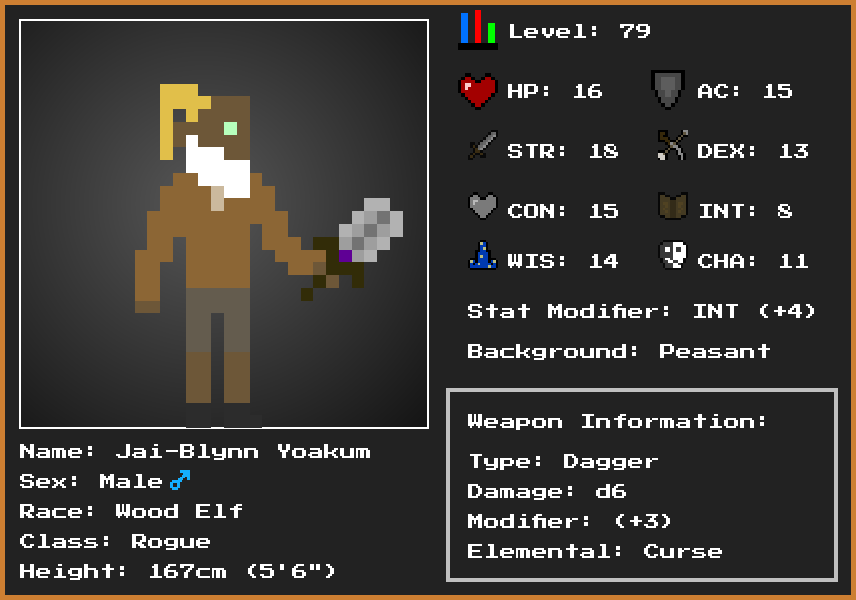 Level: 79
HP: 16
AC: 15
STR: 18
DEX: 13
CON: 15
INT: 8
WIS: 14
CHA: 11
Stat Modifier: INT (+4)
Background: Peasant
Weapon Information:
Type: Dagger
Damage: d6
Modifier: (+3)
Elemental: Curse
Name: Jai-Blynn Yoakum
Sex: Male ♂
Race: Wood Elf
Class: Rogue
Height: 167cm (5'6")